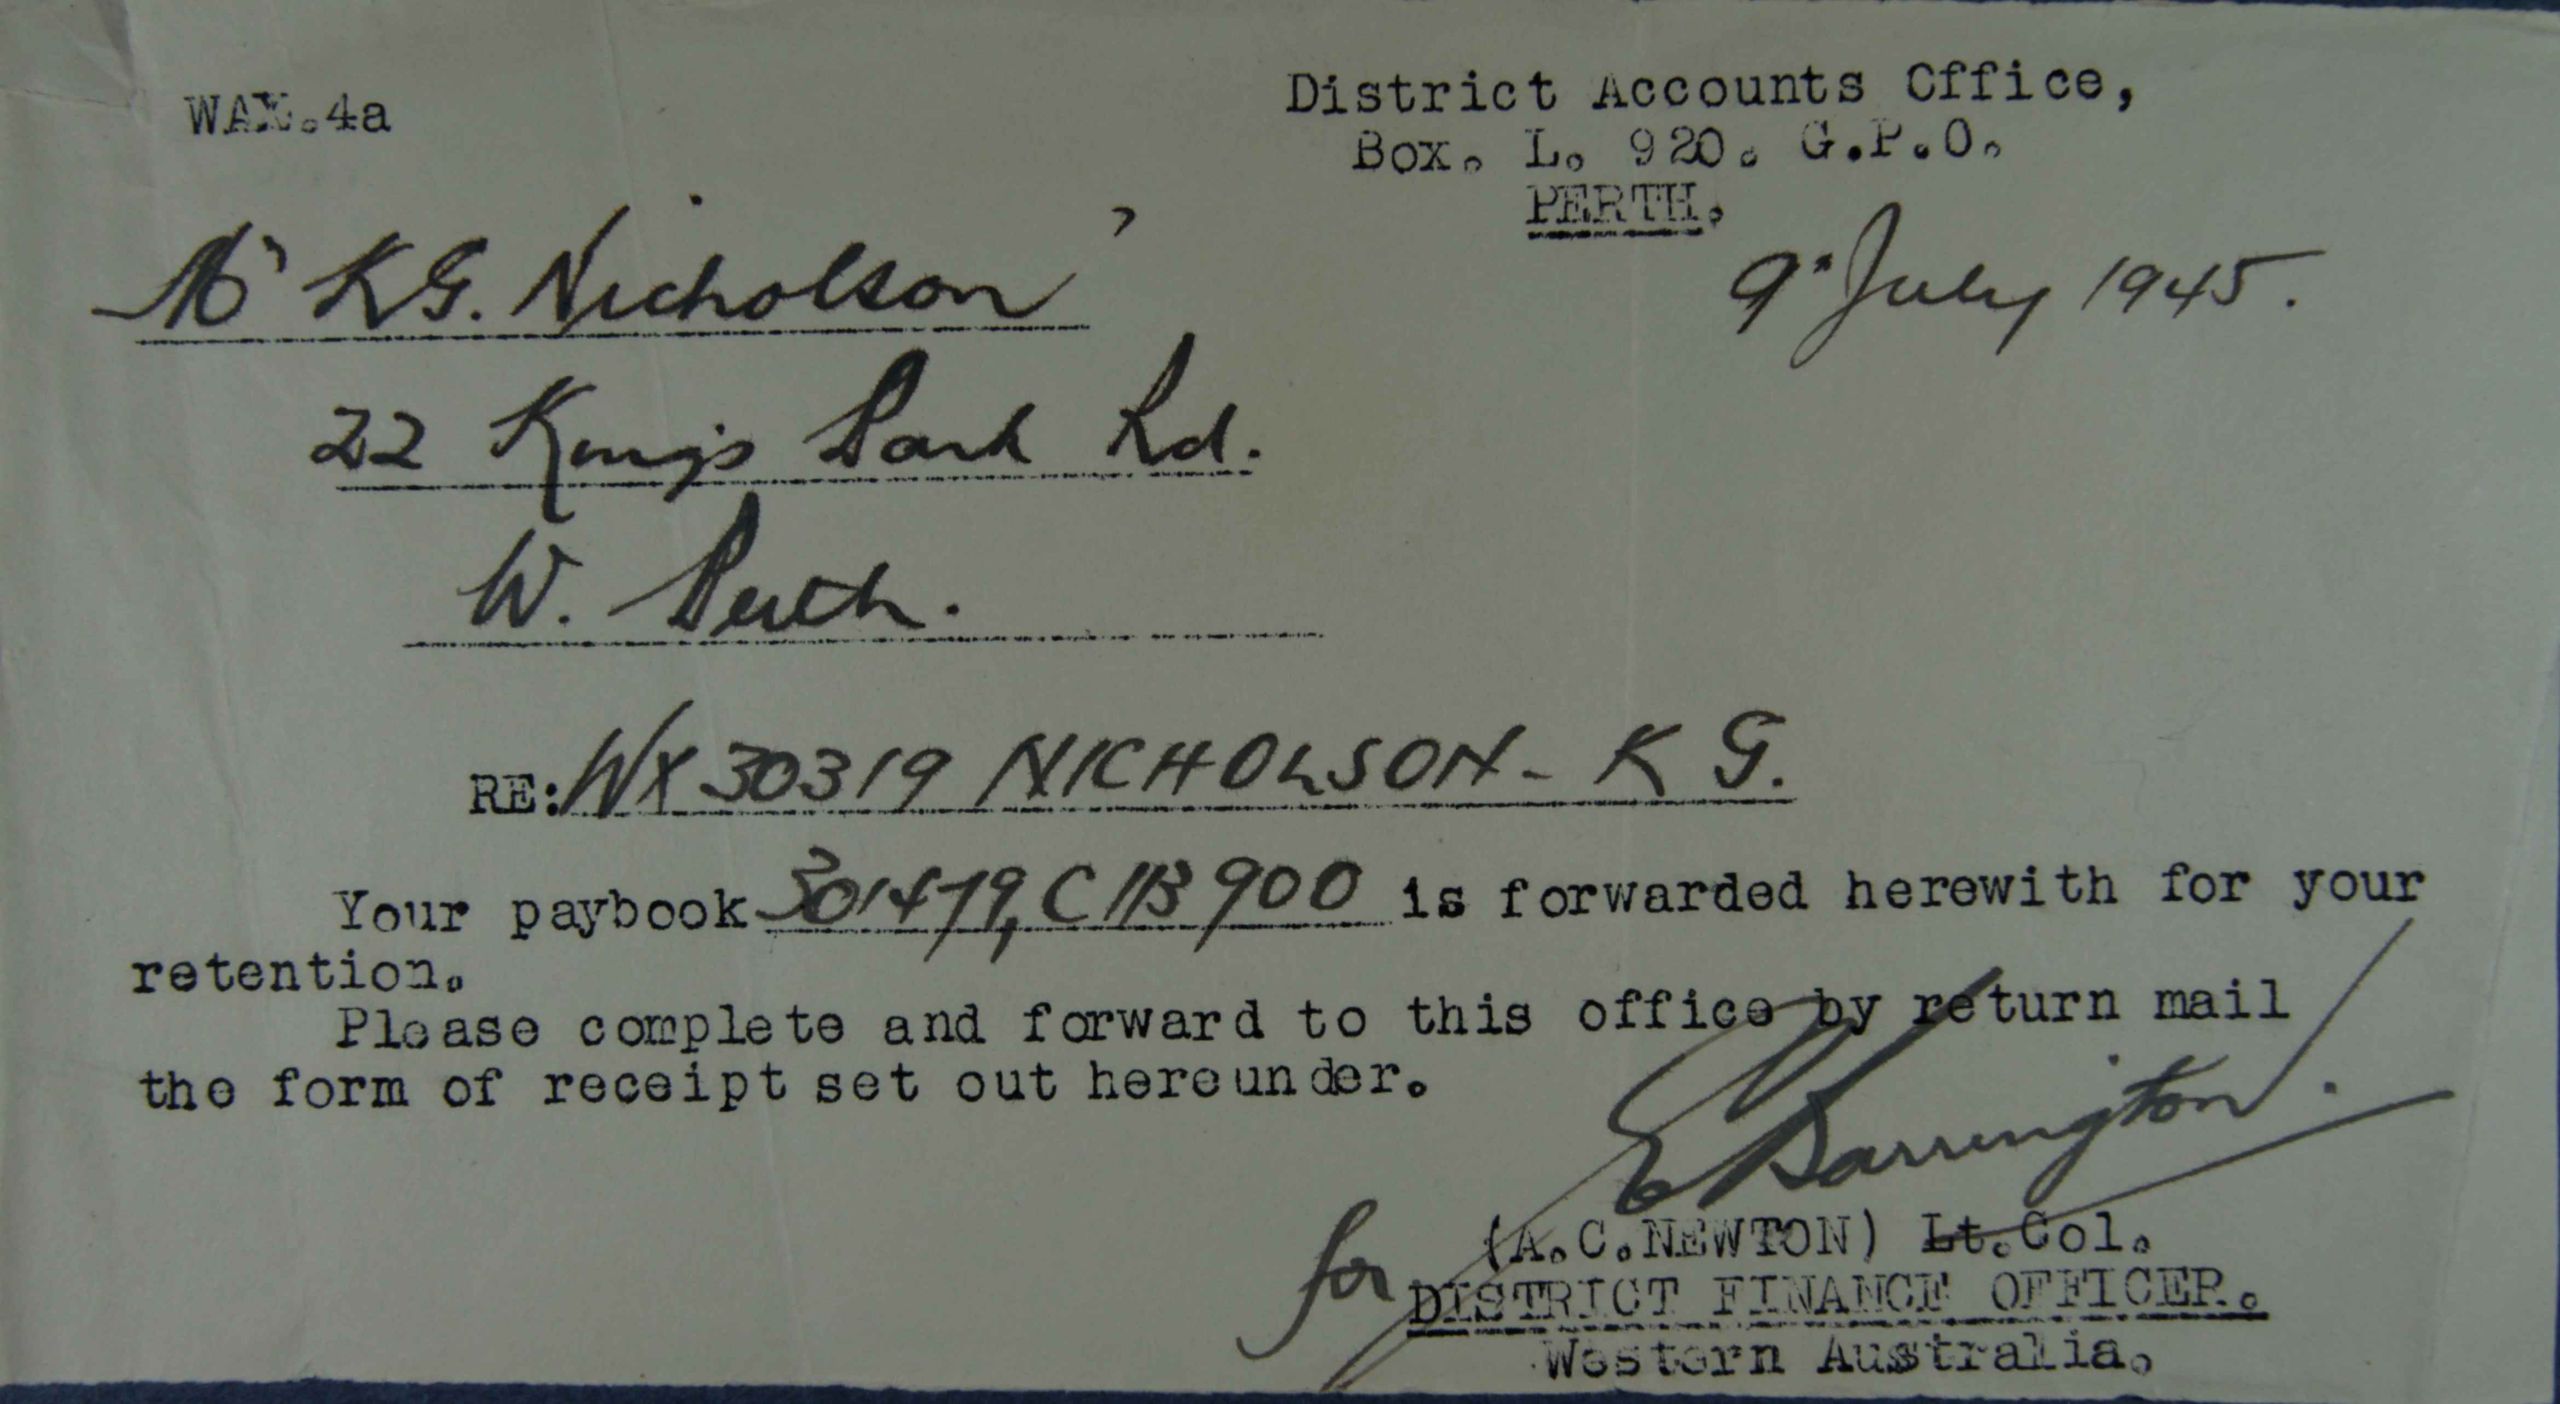 WAX.4a
District Accounts Office,
Box. L. 920. G.P.O.
PERTH,
9 July 1945.
Mr K.G. Nicholson
22 Kings Park Rd.
W. Perth.
RE: WX 30319 NICHOLSON - K G.
Your paybook 301479, C113900 is forwarded herewith for your
retention.
Please complete and forward to this office by return mail
the form of receipt set out hereunder.
E Barrington.
for (A.C.NEWTON) Lt.Col.
DISTRICT FINANCE OFFICER.
Western Australia.